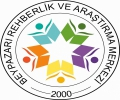 BEYPAZARI REHBERLİK VE ARAŞTIRMA MERKEZİ
2000